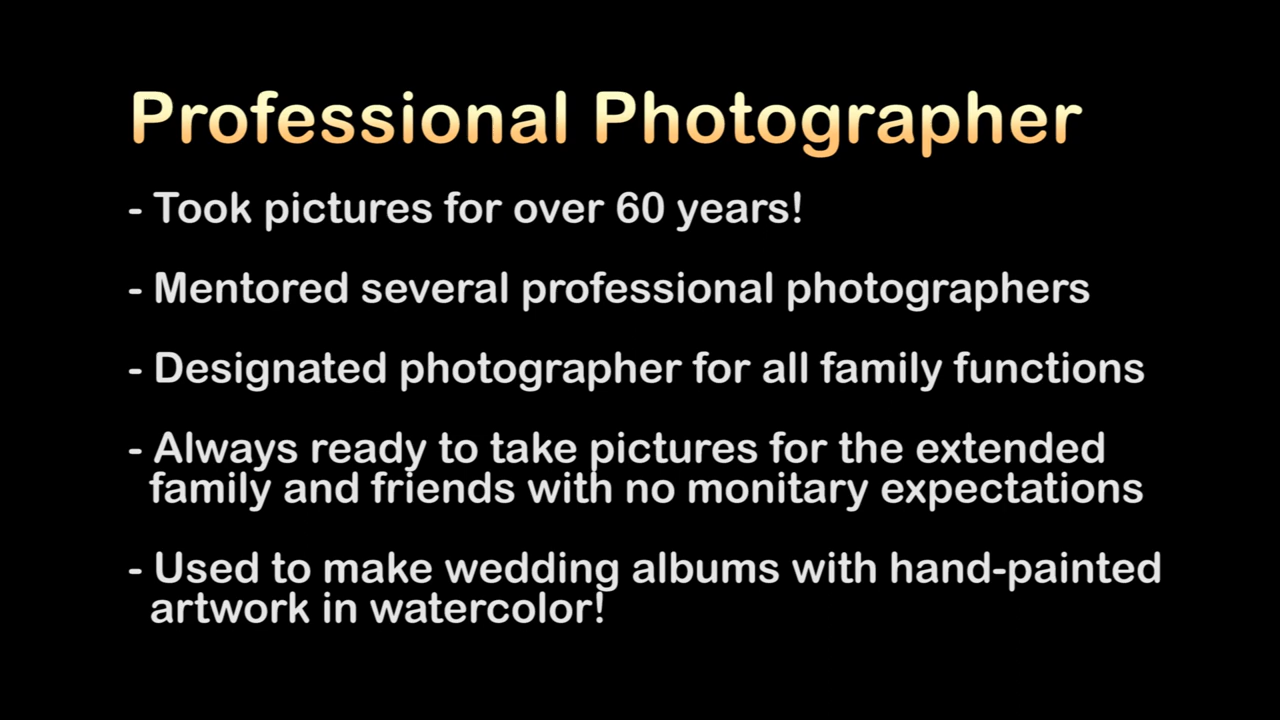 Professional Photographer
- Took pictures for over 60 years!
- Mentored several professional photographers
- Designated photographer for all family functions
- Always ready to take pictures for the extended
family and friends with no monitary expectations
- Used to make wedding albums with hand-painted
artwork in watercolor!